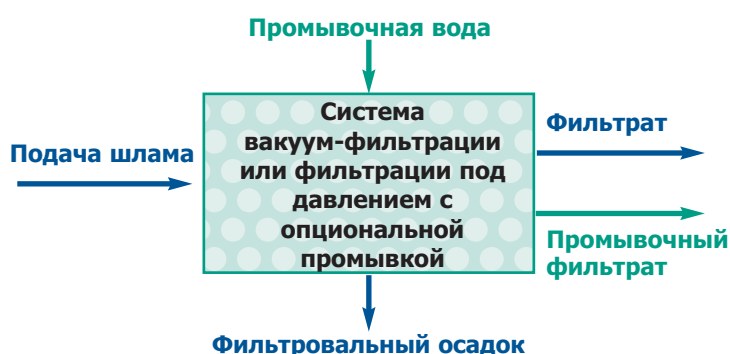 Промывочная вода
Подача шлама
Система
вакуум-фильтрации
или фильтрации под
давлением с
опциональной
промывкой
Фильтрат
Промывочный
фильтрат
Фильтровальный осадок